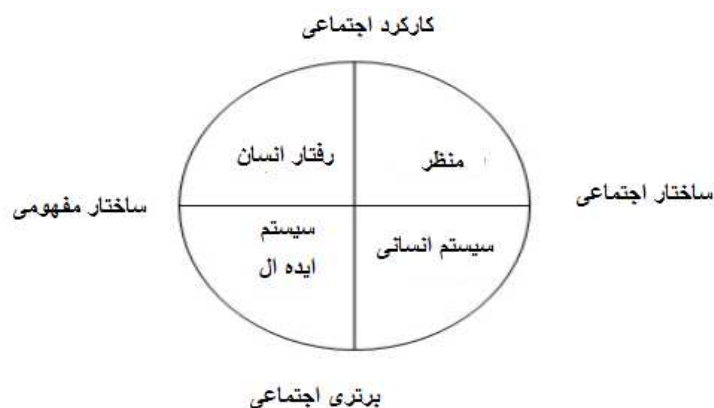 کارکرد اجتماعی
منظر
رفتار انسان
ساختار اجتماعی
ساختار مفهومی
سیستم انسانی
سیستم
ایده ال
برتری اجتماعی